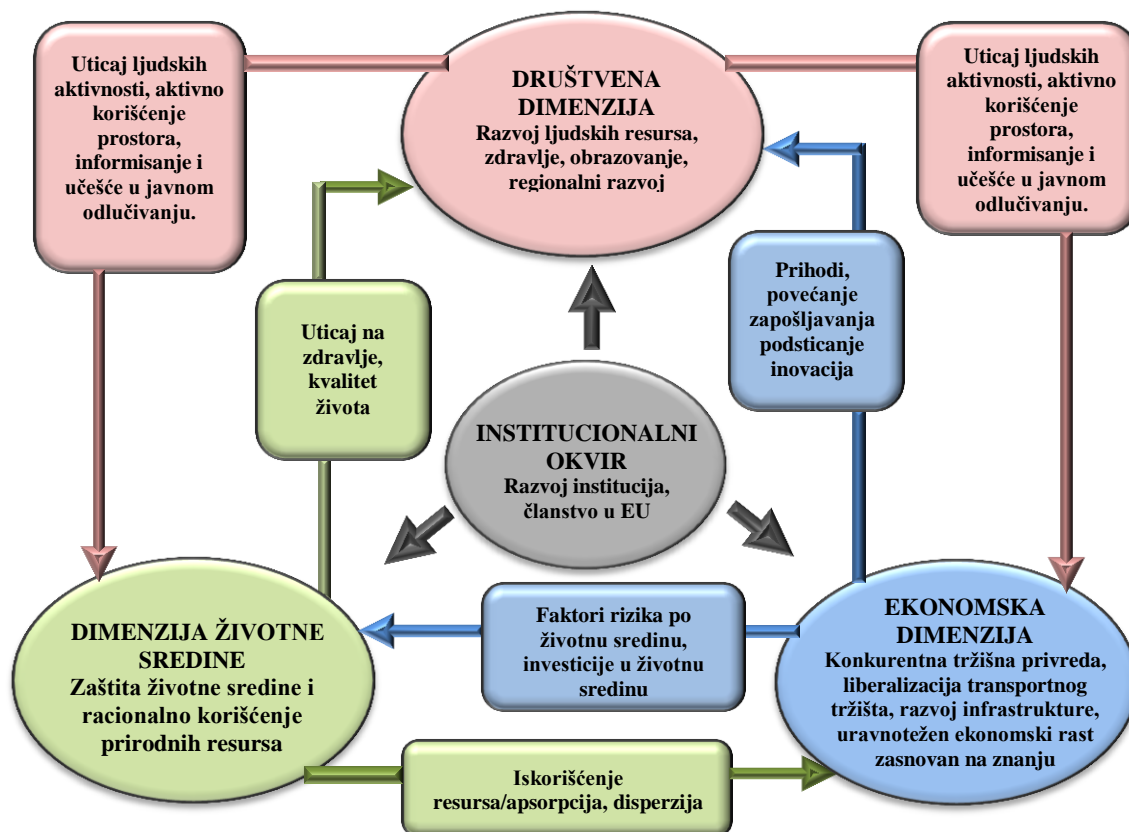 Uticaj ljudskih
aktivnosti, aktivno
korišćenje
prostora,
informisanje i
učešće u javnom
odlučivanju.
DRUŠTVENA
DIMENZIJA
Razvoj ljudskih resursa,
zdravlje, obrazovanje,
regionalni razvoj
Uticaj ljudskih
aktivnosti, aktivno
korišćenje
prostora,
informisanje i
učešće u javnom
odlučivanju.
Uticaj na
zdravlje,
kvalitet
života
Prihodi,
povećanje
zapošljavanja
podsticanje
inovacija
INSTITUCIONALNI
OKVIR
Razvoj institucija,
članstvo u EU
DIMENZIJA ŽIVOTNE
SREDINE
Zaštita životne sredine i
racionalno korišćenje
prirodnih resursa
Faktori rizika po
životnu sredinu,
investicije u životnu
sredinu
EKONOMSKA
DIMENZIJA
Konkurentna tržišna privreda,
liberalizacija transportnog
tržišta, razvoj infrastrukture,
uravnotežen ekonomski rast
zasnovan na znanju
Iskorišćenje
resursa/apsorpcija, disperzija